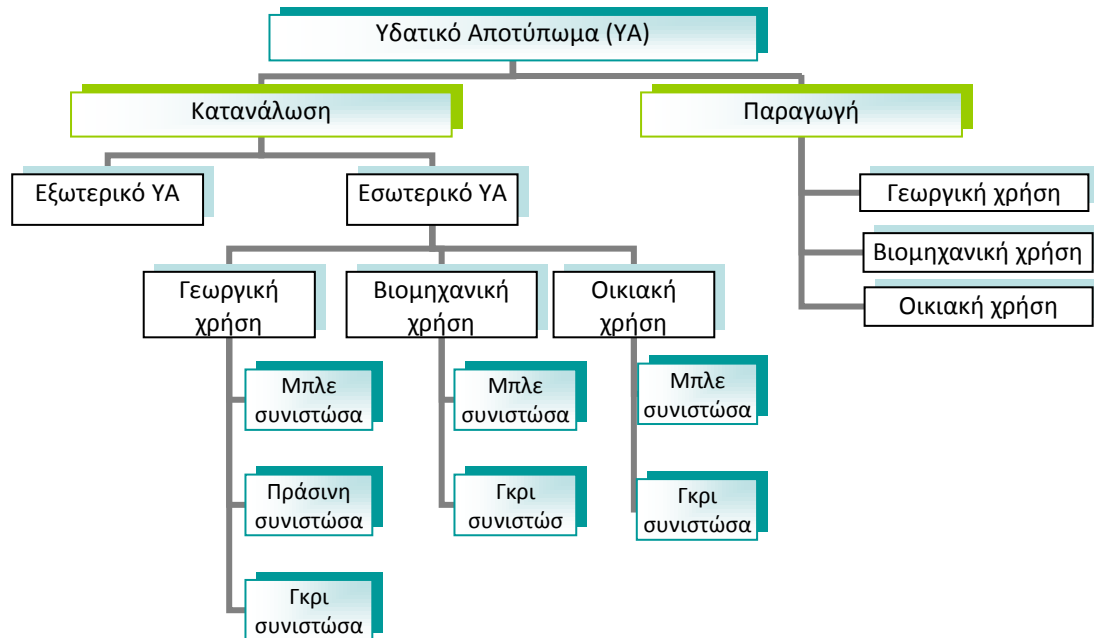 Υδατικό Αποτύπωμα (ΥΑ)
Κατανάλωση
Παραγωγή
Εξωτερικό ΥΑ
Εσωτερικό ΥΑ
Γεωργική
χρήση
Βιομηχανική
χρήση
Οικιακή
χρήση
Μπλε
συνιστώσα
Πράσινη
συνιστώσα
Γκρι
συνιστώσα
Μπλε
συνιστώσα
Γκρι
συνιστώσ
Μπλε
συνιστώσα
Γκρι
συνιστώσα
Γεωργική χρήση
Βιομηχανική χρήση
Οικιακή χρήση